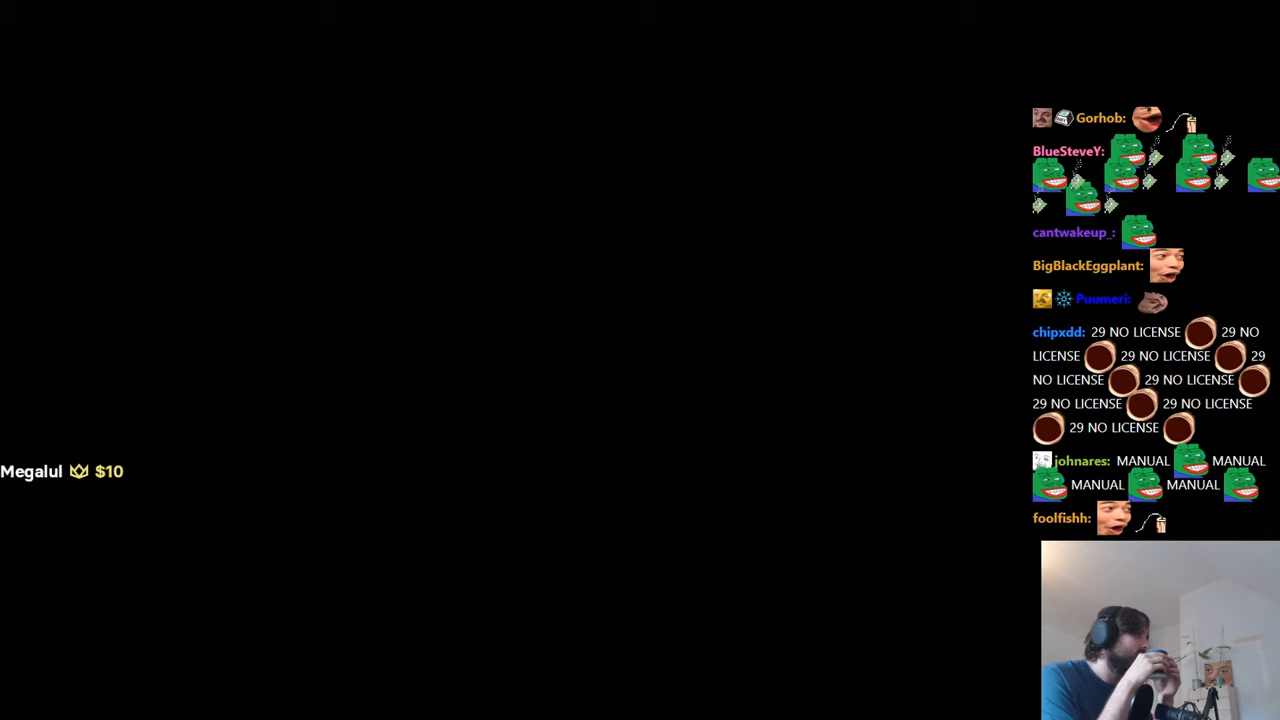 Gorhob:
BlueSteveY:
cantwakeup_:
BigBlackEggplant:
Puumeri:
chipxdd: 29 NO LICENSE 29 NO
LICENSE 29 NO LICENSE 29
NO LICENSE 29 NO LICENSE
29 NO LICENSE 29 NO LICENSE
29 NO LICENSE
Megalul $10
johnares: MANUAL MANUAL
MANUAL MANUAL
foolfishh: